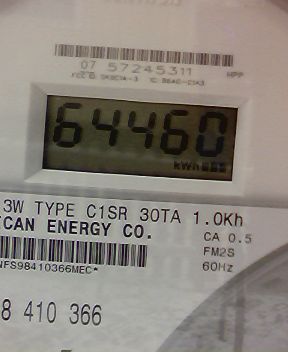 07 57245311
HPP
64460
kWh
3W TYPE C1SR 30TA 1.0Kh
CAN ENERGY CO.
CA 0.5
FM2S
NFS98410366MEC*
60Hz
8 410 366